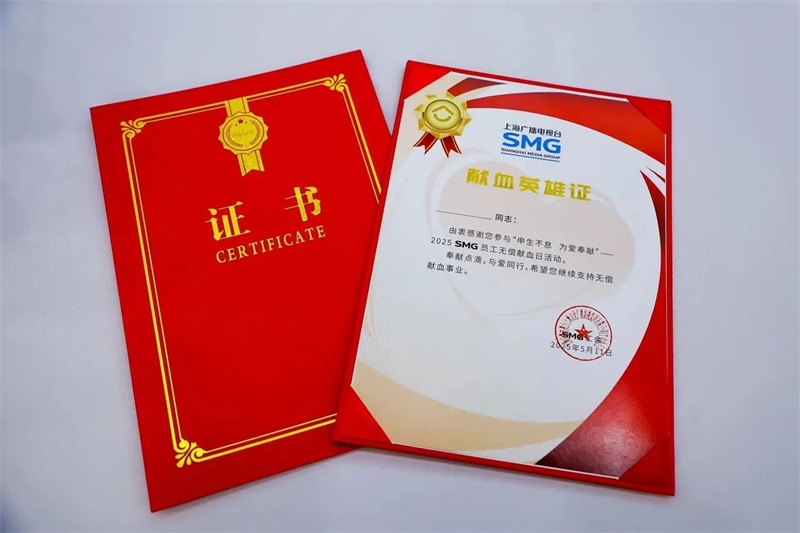 证书
CERTIFICATE
上海广播电视台
SMG
SHANGHAI MEDIA GROUP
献血英雄证
同志：
由衷感谢您参与“申生不息 为爱奉献”——
2025 SMG 员工无偿献血日活动。
奉献点滴，与爱同行，希望您继续支持无偿
献血事业。
SMG工会
2025年5月11日